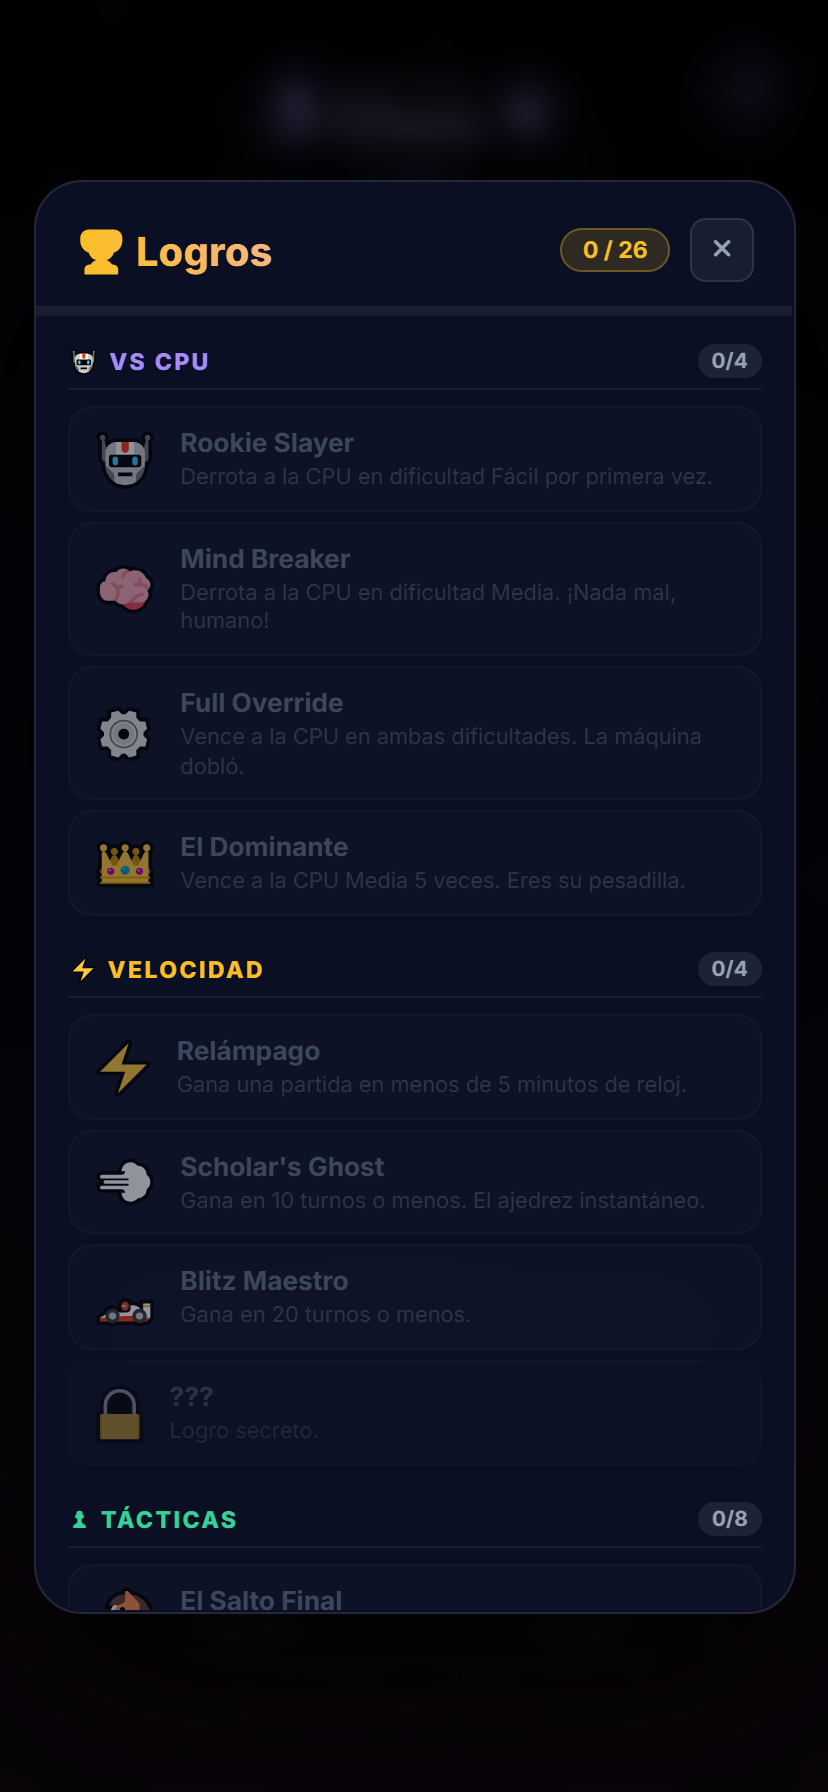 Logros
0 / 26
VS CPU
0/4
Rookie Slayer
Derrota a la CPU en dificultad Fácil por primera vez.
Mind Breaker
Derrota a la CPU en dificultad Media. ¡Nada mal,
humano!
Full Override
Vence a la CPU en ambas dificultades. La máquina
dobló.
El Dominante
Vence a la CPU Media 5 veces. Eres su pesadilla.
VELOCIDAD
0/4
Relámpago
Gana una partida en menos de 5 minutos de reloj.
Scholar's Ghost
Gana en 10 turnos o menos. El ajedrez instantáneo.
Blitz Maestro
Gana en 20 turnos o menos.
???
Logro secreto.
TÁCTICAS
0/8
El Salto Final